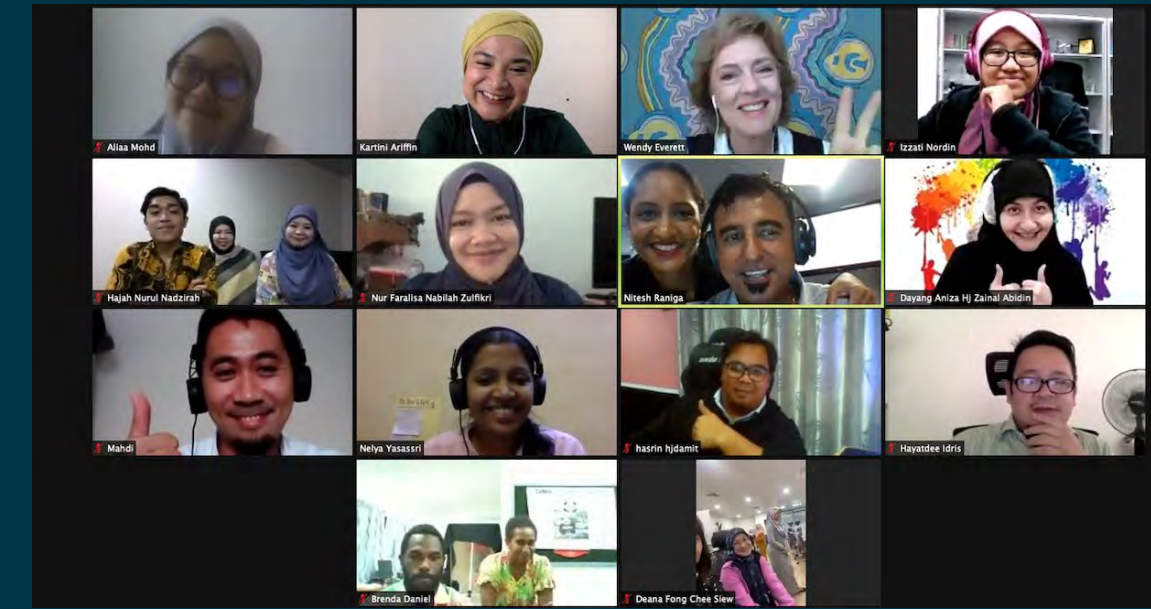 Aliaa Mohd
Kartini Ariffin
Wendy Everett
Izzati Nordin
Hajah Nurul Nadzirah
Nur Faralisa Nabilah Zulfikri
Nitesh Raniga
Dayang Aniza Hj Zainal Abidin
Mahdi
Nelya Yasassri
hasrin hjdamit
Hayatdee Idris
Brenda Daniel
Deana Fong Chee Siew